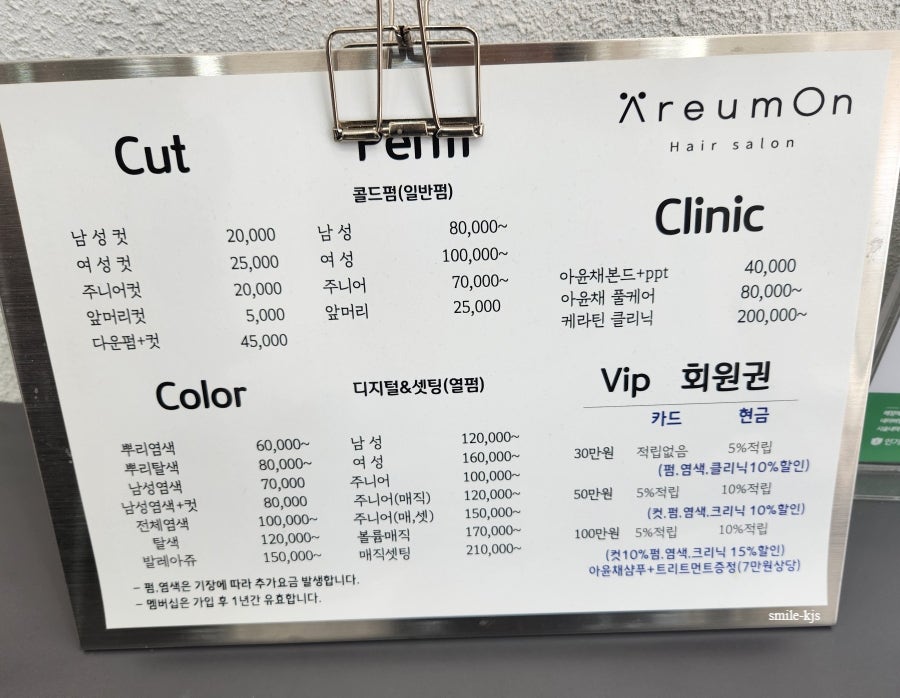 ÄreumOn
Hair salon
Cut
남 성 컷 20,000
여 성 컷 25,000
주니어컷 20,000
앞머리컷 5,000
다운펌+컷 45,000
Perm
콜드펌(일반펌)
남 성 80,000~
여 성 100,000~
주니어 70,000~
앞머리 25,000
Clinic
아윤채본드+ppt 40,000
아윤채 풀케어 80,000~
케라틴 클리닉 200,000~
Color
뿌리염색 60,000~
뿌리탈색 80,000~
남성염색 70,000
남성염색+컷 80,000
전체염색 100,000~
탈색 120,000~
발레아쥬 150,000~
디지털&셋팅(열펌)
남 성 120,000~
여 성 160,000~
주니어 100,000~
주니어(매직) 120,000~
주니어(매,셋) 150,000~
볼륨매직 170,000~
매직셋팅 210,000~
Vip 회원권
카드 현금
30만원 적립없음 5%적립
(펌.염색.클리닉10%할인)
50만원 5%적립 10%적립
(컷.펌.염색.크리닉 10%할인)
100만원 5%적립 10%적립
(컷10%펌.염색.크리닉 15%할인)
아윤채샴푸+트리트먼트증정(7만원상당)
- 펌.염색은 기장에 따라 추가요금 발생합니다.
- 멤버십은 가입 후 1년간 유효합니다.
smile-kjs